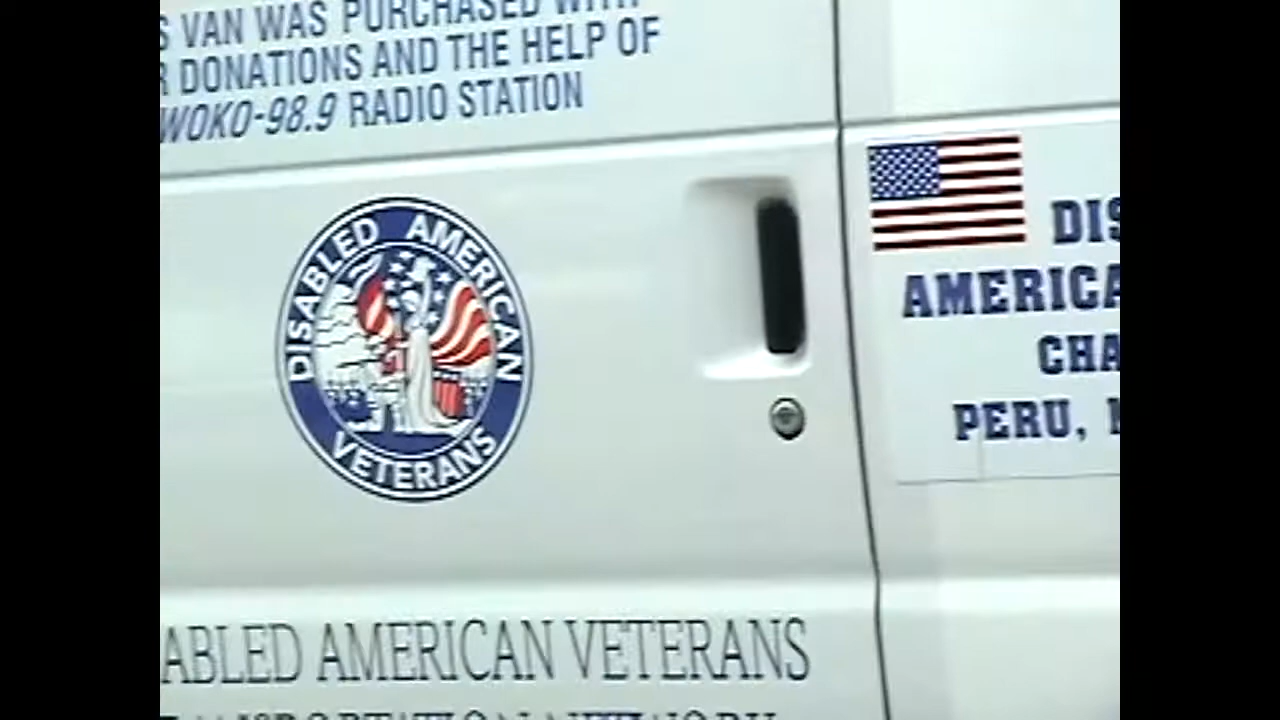 S VAN WAS PURCHASED WITH
R DONATIONS AND THE HELP OF
WOKO-98.9 RADIO STATION
DISABLED AMERICAN
VETERANS
DIS
AMERICA
CHA
PERU,
ABLED AMERICAN VETERANS